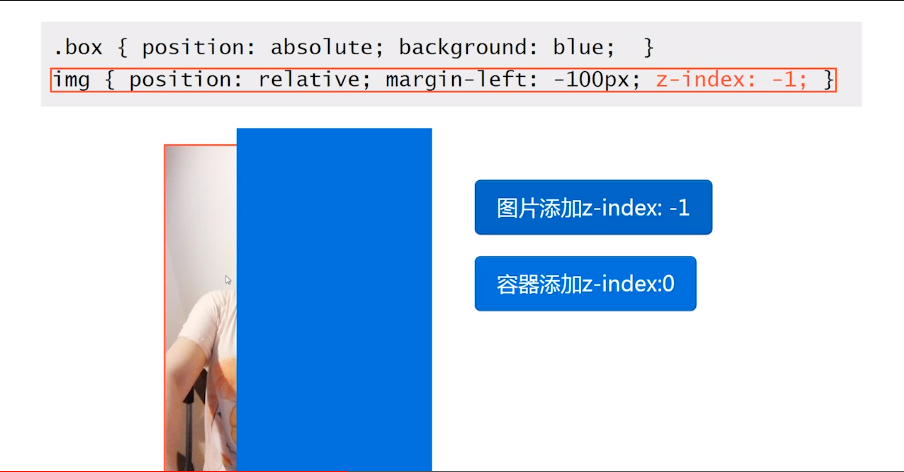 .box { position: absolute; background: blue;  }
img { position: relative; margin-left: -100px; z-index: -1; }
图片添加z-index: -1
容器添加z-index:0